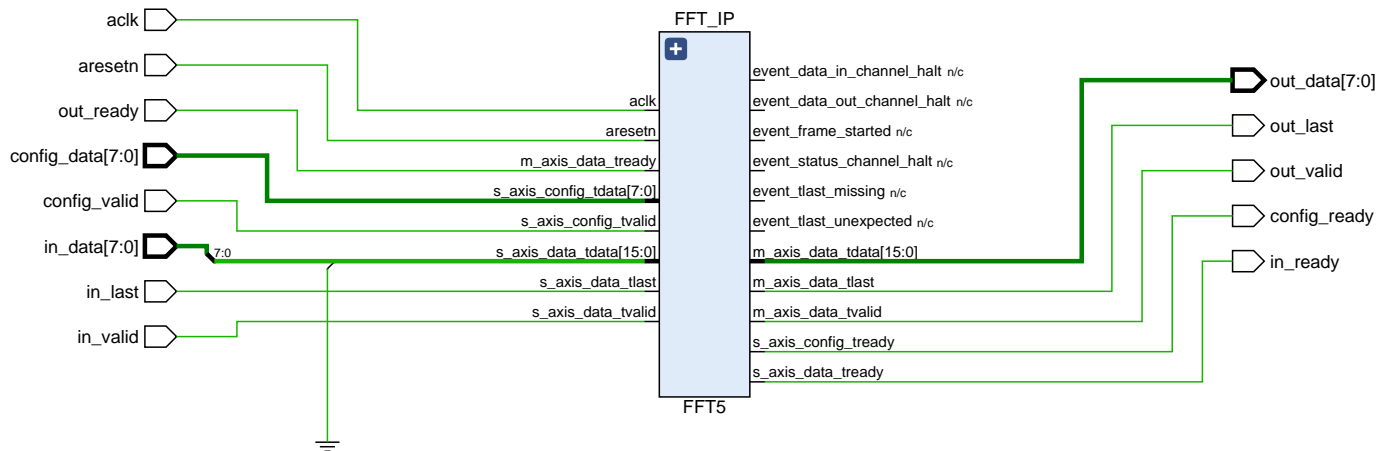 FFT_IP
aclk
aresetn
out_ready
config_data[7:0]
config_valid
in_data[7:0]
7:0
in_last
in_valid
aclk
aresetn
m_axis_data_tready
s_axis_config_tdata[7:0]
s_axis_config_tvalid
s_axis_data_tdata[15:0]
s_axis_data_tlast
s_axis_data_tvalid
event_data_in_channel_halt n/c
event_data_out_channel_halt n/c
event_frame_started n/c
event_status_channel_halt n/c
event_tlast_missing n/c
event_tlast_unexpected n/c
m_axis_data_tdata[15:0]
m_axis_data_tlast
m_axis_data_tvalid
s_axis_config_tready
s_axis_data_tready
FFT5
out_data[7:0]
out_last
out_valid
config_ready
in_ready